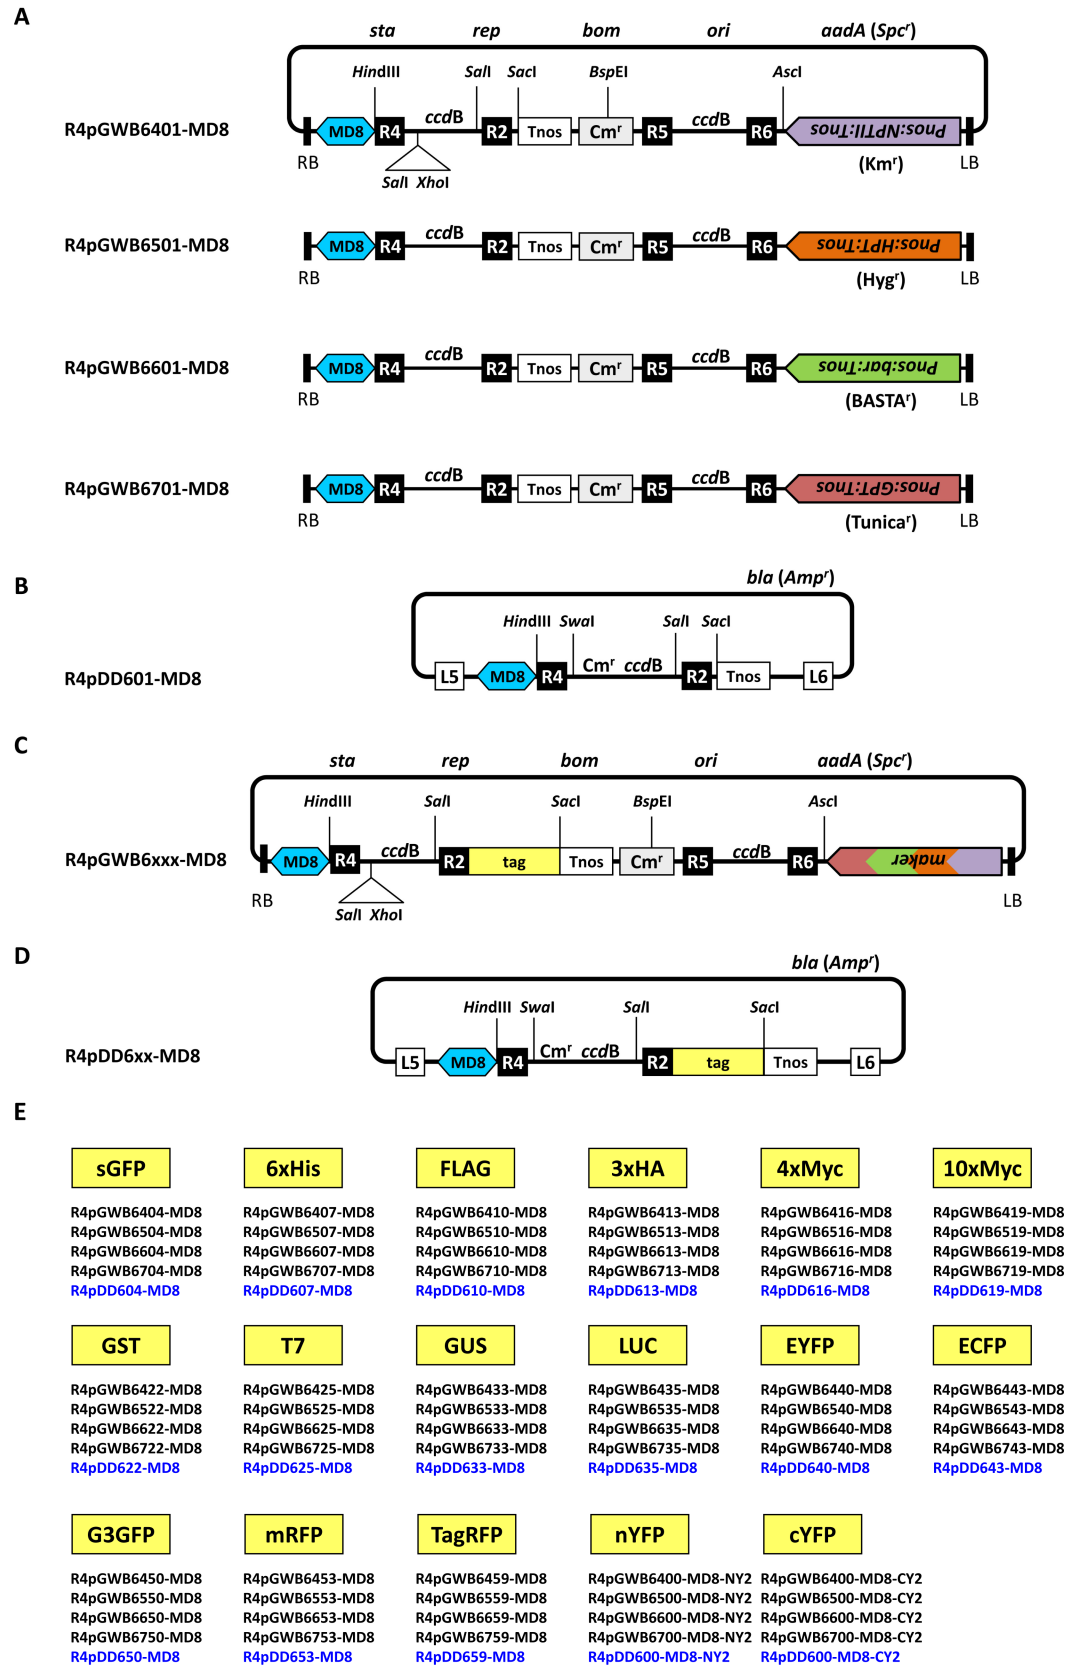 A
sta rep bom ori aadA (Spcʳ)
HindIII SalI SacI BspEI AscI
R4pGWB6401-MD8
MD8 R4 ccdB R2 Tnos Cmʳ R5 ccdB R6 Pnos:NPTII:Tnos
RB SalI XhoI (Kmʳ) LB
R4pGWB6501-MD8
MD8 R4 ccdB R2 Tnos Cmʳ R5 ccdB R6 Pnos:HPT:Tnos
RB (Hygʳ) LB
R4pGWB6601-MD8
MD8 R4 ccdB R2 Tnos Cmʳ R5 ccdB R6 Pnos:bar:Tnos
RB (BASTAʳ) LB
R4pGWB6701-MD8
MD8 R4 ccdB R2 Tnos Cmʳ R5 ccdB R6 Pnos:GPT:Tnos
RB (Tunicaʳ) LB
B
bla (Ampʳ)
HindIII SwaI SalI SacI
R4pDD601-MD8
L5 MD8 R4 Cmʳ ccdB R2 Tnos L6
C
sta rep bom ori aadA (Spcʳ)
HindIII SalI SacI BspEI AscI
R4pGWB6xxx-MD8
MD8 R4 ccdB R2 tag Tnos Cmʳ R5 ccdB R6 maker
RB SalI XhoI LB
D
bla (Ampʳ)
HindIII SwaI SalI SacI
R4pDD6xx-MD8
L5 MD8 R4 Cmʳ ccdB R2 tag Tnos L6
E
sGFP 6xHis FLAG 3xHA 4xMyc 10xMyc
R4pGWB6404-MD8 R4pGWB6407-MD8 R4pGWB6410-MD8 R4pGWB6413-MD8 R4pGWB6416-MD8 R4pGWB6419-MD8
R4pGWB6504-MD8 R4pGWB6507-MD8 R4pGWB6510-MD8 R4pGWB6513-MD8 R4pGWB6516-MD8 R4pGWB6519-MD8
R4pGWB6604-MD8 R4pGWB6607-MD8 R4pGWB6610-MD8 R4pGWB6613-MD8 R4pGWB6616-MD8 R4pGWB6619-MD8
R4pGWB6704-MD8 R4pGWB6707-MD8 R4pGWB6710-MD8 R4pGWB6713-MD8 R4pGWB6716-MD8 R4pGWB6719-MD8
R4pDD604-MD8 R4pDD607-MD8 R4pDD610-MD8 R4pDD613-MD8 R4pDD616-MD8 R4pDD619-MD8
GST T7 GUS LUC EYFP ECFP
R4pGWB6422-MD8 R4pGWB6425-MD8 R4pGWB6433-MD8 R4pGWB6435-MD8 R4pGWB6440-MD8 R4pGWB6443-MD8
R4pGWB6522-MD8 R4pGWB6525-MD8 R4pGWB6533-MD8 R4pGWB6535-MD8 R4pGWB6540-MD8 R4pGWB6543-MD8
R4pGWB6622-MD8 R4pGWB6625-MD8 R4pGWB6633-MD8 R4pGWB6635-MD8 R4pGWB6640-MD8 R4pGWB6643-MD8
R4pGWB6722-MD8 R4pGWB6725-MD8 R4pGWB6733-MD8 R4pGWB6735-MD8 R4pGWB6740-MD8 R4pGWB6743-MD8
R4pDD622-MD8 R4pDD625-MD8 R4pDD633-MD8 R4pDD635-MD8 R4pDD640-MD8 R4pDD643-MD8
G3GFP mRFP TagRFP nYFP cYFP
R4pGWB6450-MD8 R4pGWB6453-MD8 R4pGWB6459-MD8 R4pGWB6400-MD8-NY2 R4pGWB6400-MD8-CY2
R4pGWB6550-MD8 R4pGWB6553-MD8 R4pGWB6559-MD8 R4pGWB6500-MD8-NY2 R4pGWB6500-MD8-CY2
R4pGWB6650-MD8 R4pGWB6653-MD8 R4pGWB6659-MD8 R4pGWB6600-MD8-NY2 R4pGWB6600-MD8-CY2
R4pGWB6750-MD8 R4pGWB6753-MD8 R4pGWB6759-MD8 R4pGWB6700-MD8-NY2 R4pGWB6700-MD8-CY2
R4pDD650-MD8 R4pDD653-MD8 R4pDD659-MD8 R4pDD600-MD8-NY2 R4pDD600-MD8-CY2